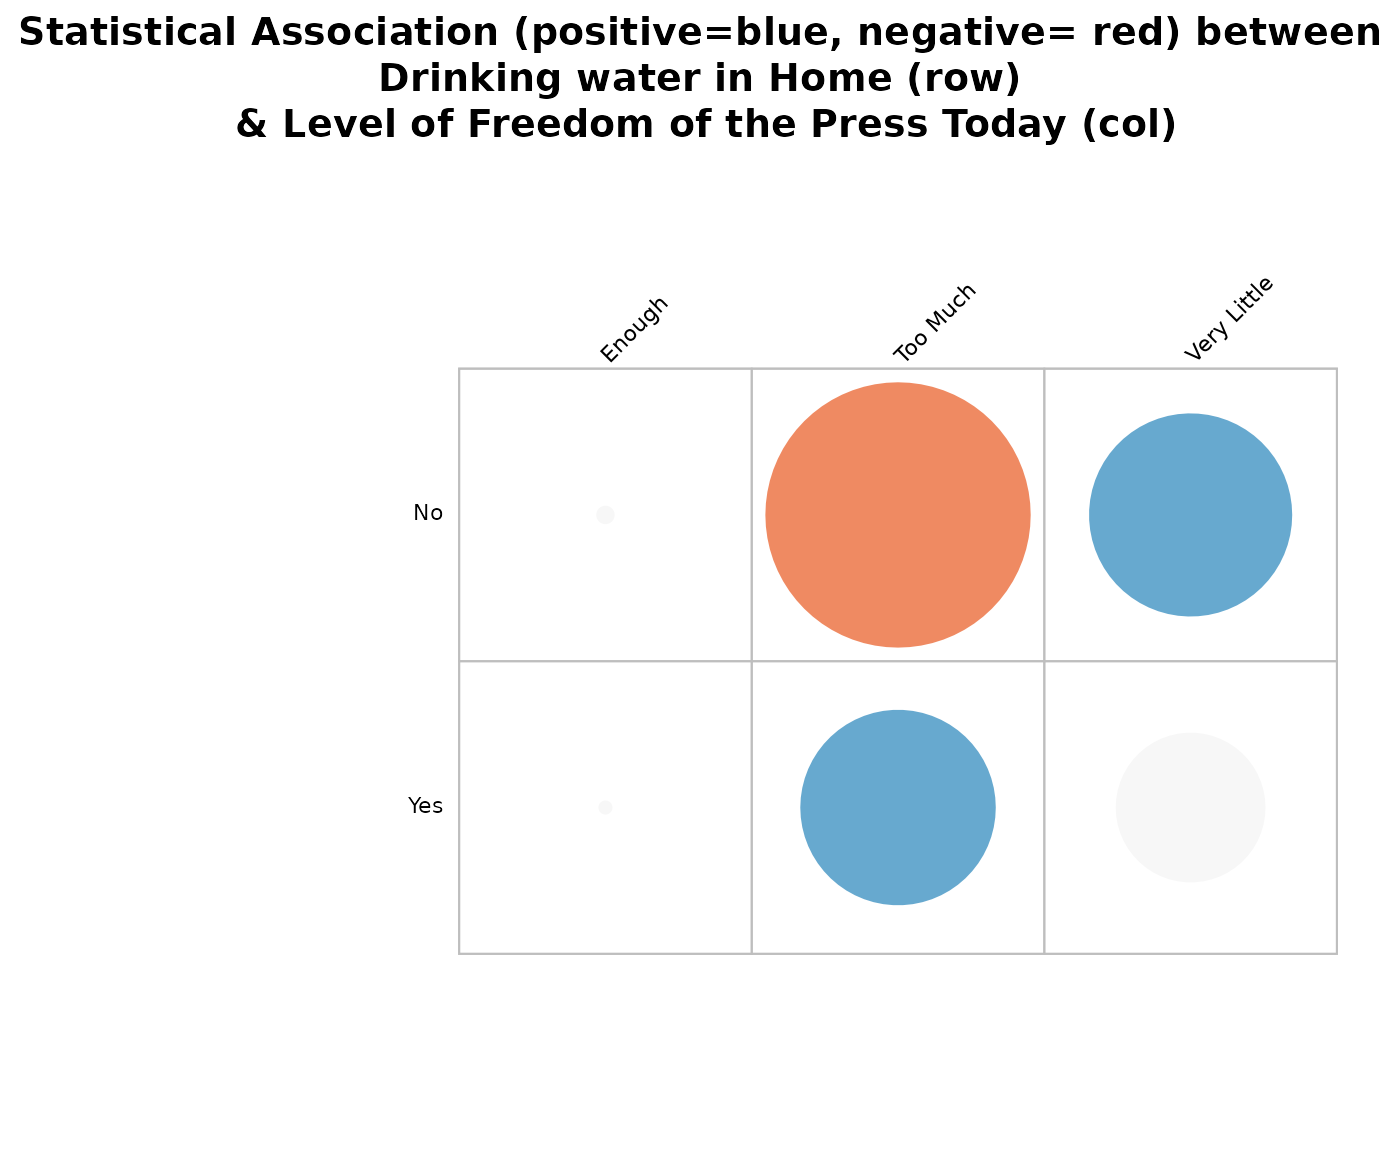 Statistical Association (positive=blue, negative= red) between
Drinking water in Home (row)
& Level of Freedom of the Press Today (col)
Enough
Too Much
Very Little
No
Yes